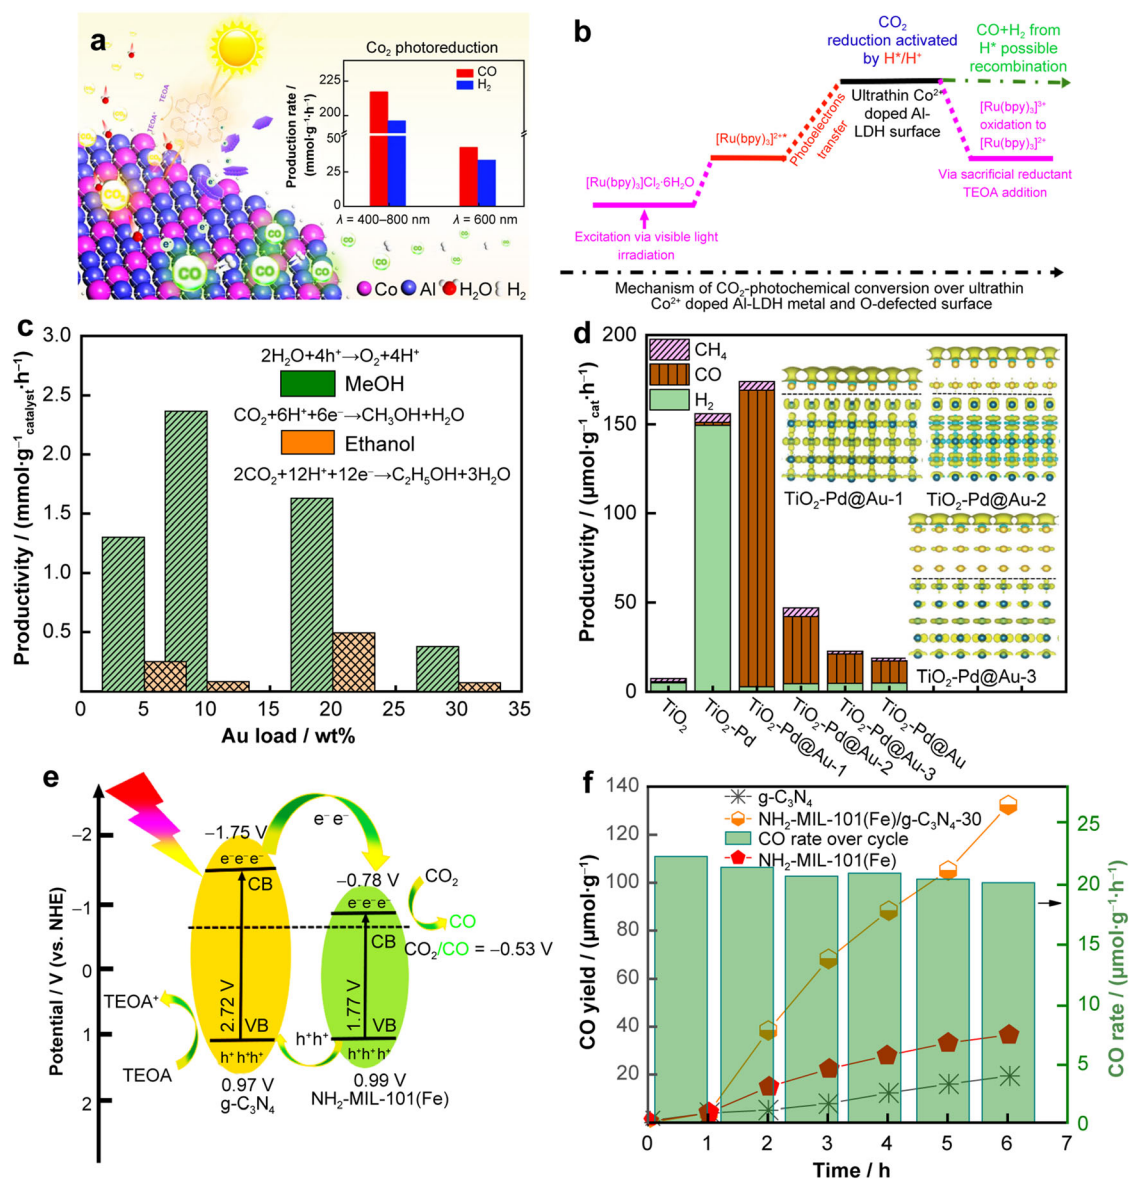 a
Co₂ photoreduction
CO
H₂
Production rate /
(mmol·g⁻¹·h⁻¹)
225
200
50
25
0
λ = 400–800 nm
λ = 600 nm
TEOA
TEOA⁺
CO₂
e⁻
e⁻
CO
CO
CO
Co
Al
H₂O
H₂
b
CO₂
reduction activated
by H*/H⁺
CO+H₂ from
H* possible
recombination
Ultrathin Co²⁺
doped Al-
LDH surface
[Ru(bpy)₃]³⁺
oxidation to
[Ru(bpy)₃]²⁺
[Ru(bpy)₃]²⁺*
Photoelectrons
transfer
Via sacrificial reductant
TEOA addition
[Ru(bpy)₃]Cl₂·6H₂O
Excitation via visible light
irradiation
Mechanism of CO₂-photochemical conversion over ultrathin
Co²⁺ doped Al-LDH metal and O-defected surface
c
2H₂O+4h⁺→O₂+4H⁺
MeOH
CO₂+6H⁺+6e⁻→CH₃OH+H₂O
Ethanol
2CO₂+12H⁺+12e⁻→C₂H₅OH+3H₂O
Productivity / (mmol·g⁻¹catalyst·h⁻¹)
3.0
2.5
2.0
1.5
1.0
0.5
0 5 10 15 20 25 30 35
Au load / wt%
d
CH₄
CO
H₂
Productivity / (μmol·g⁻¹cat·h⁻¹)
200
150
100
50
0
TiO₂-Pd@Au-1
TiO₂-Pd@Au-2
TiO₂-Pd@Au-3
TiO₂
TiO₂-Pd
TiO₂-Pd@Au-1
TiO₂-Pd@Au-2
TiO₂-Pd@Au-3
TiO₂-Pd@Au
e
Potential / V (vs. NHE)
−2
−1
0
1
2
−1.75 V
e⁻e⁻e⁻
CB
2.72 V
VB
h⁺ h⁺h⁺
0.97 V
g-C₃N₄
e⁻ e⁻
−0.78 V
e⁻e⁻e⁻
CB
1.77 V
VB
h⁺h⁺ h⁺
0.99 V
NH₂-MIL-101(Fe)
h⁺h⁺
CO₂
CO
CO₂/CO = −0.53 V
TEOA⁺
TEOA
f
g-C₃N₄
NH₂-MIL-101(Fe)/g-C₃N₄-30
CO rate over cycle
NH₂-MIL-101(Fe)
CO yield / (μmol·g⁻¹)
140
120
100
80
60
40
20
0 1 2 3 4 5 6 7
Time / h
25
20
15
10
5
0
CO rate / (μmol·g⁻¹·h⁻¹)